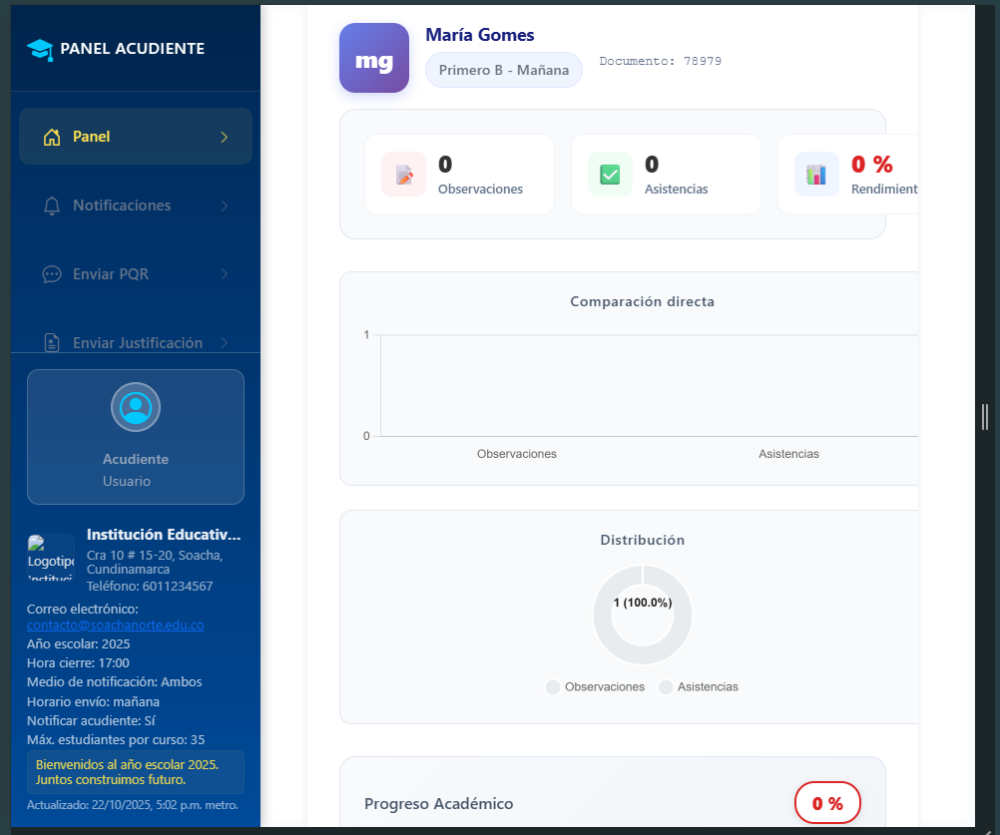 PANEL ACUDIENTE
Panel
Notificaciones
Enviar PQR
Enviar Justificación
Acudiente
Usuario
Institución Educativ...
Logotipo
Cra 10 # 15-20, Soacha,
Cundinamarca
Teléfono: 6011234567
Correo electrónico:
contacto@soachanorte.edu.co
Año escolar: 2025
Hora cierre: 17:00
Medio de notificación: Ambos
Horario envío: mañana
Notificar acudiente: Sí
Máx. estudiantes por curso: 35
Bienvenidos al año escolar 2025.
Juntos construimos futuro.
Actualizado: 22/10/2025, 5:02 p.m. metro.
mg
María Gomes
Primero B - Mañana
Documento: 78979
0
Observaciones
0
Asistencias
0 %
Rendimient
Comparación directa
1
0
Observaciones
Asistencias
Distribución
1 (100.0%)
Observaciones
Asistencias
Progreso Académico
0 %